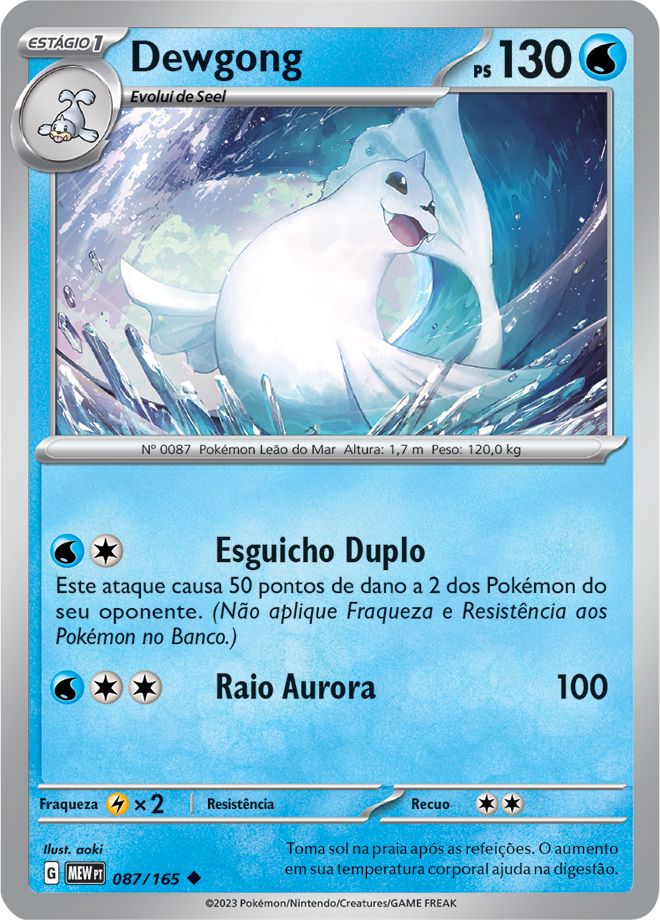 ESTÁGIO 1
Dewgong
PS 130
Evolui de Seel
Nº 0087 Pokémon Leão do Mar Altura: 1,7 m Peso: 120,0 kg
Esguicho Duplo
Este ataque causa 50 pontos de dano a 2 dos Pokémon do
seu oponente. (Não aplique Fraqueza e Resistência aos
Pokémon no Banco.)
Raio Aurora 100
Fraqueza × 2 Resistência Recuo
Ilust. aoki
G MEW PT 087/165
Toma sol na praia após as refeições. O aumento
em sua temperatura corporal ajuda na digestão.
©2023 Pokémon/Nintendo/Creatures/GAME FREAK